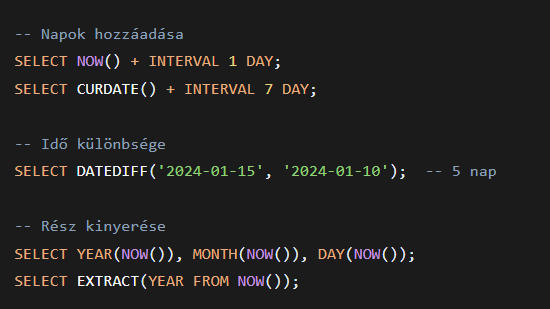 -- Napok hozzáadása
SELECT NOW() + INTERVAL 1 DAY;
SELECT CURDATE() + INTERVAL 7 DAY;
-- Idő különbsége
SELECT DATEDIFF('2024-01-15', '2024-01-10');  -- 5 nap
-- Rész kinyerése
SELECT YEAR(NOW()), MONTH(NOW()), DAY(NOW());
SELECT EXTRACT(YEAR FROM NOW());